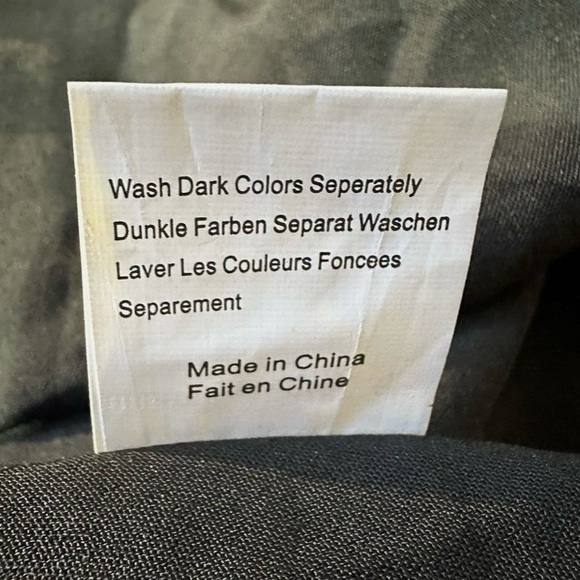 Wash Dark Colors Seperately
Dunkle Farben Separat Waschen
Laver Les Couleurs Foncees
Separement
Made in China
Fait en Chine